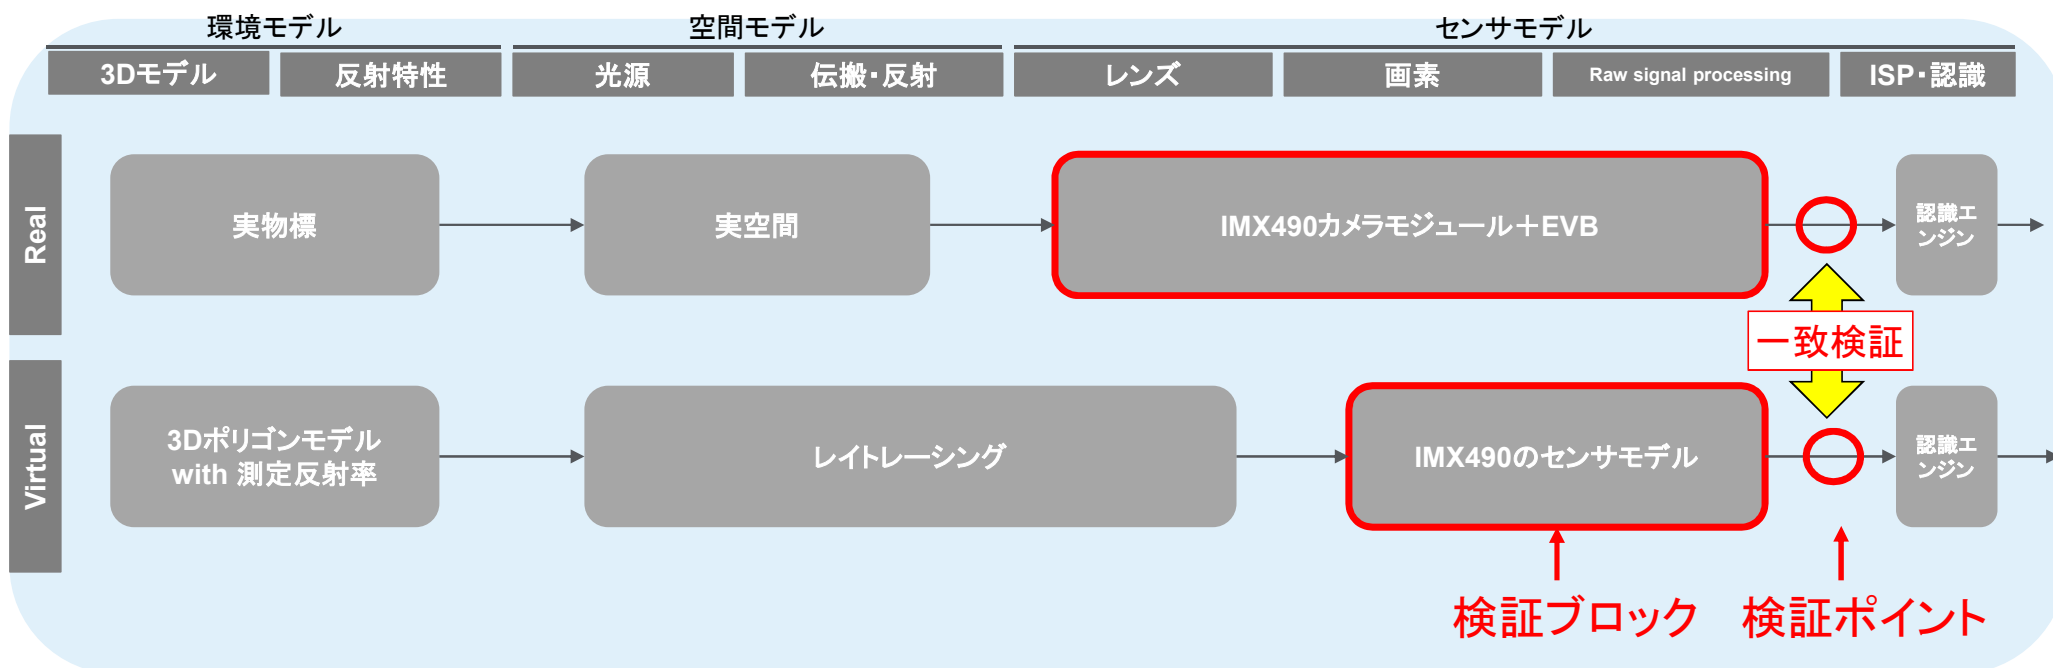 環境モデル
空間モデル
センサモデル
3Dモデル
反射特性
光源
伝搬・反射
レンズ
画素
Raw signal processing
ISP・認識
Real
実物標
実空間
IMX490カメラモジュール＋EVB
認識エ
ンジン
一致検証
Virtual
3Dポリゴンモデル
with 測定反射率
レイトレーシング
IMX490のセンサモデル
認識エ
ンジン
検証ブロック
検証ポイント